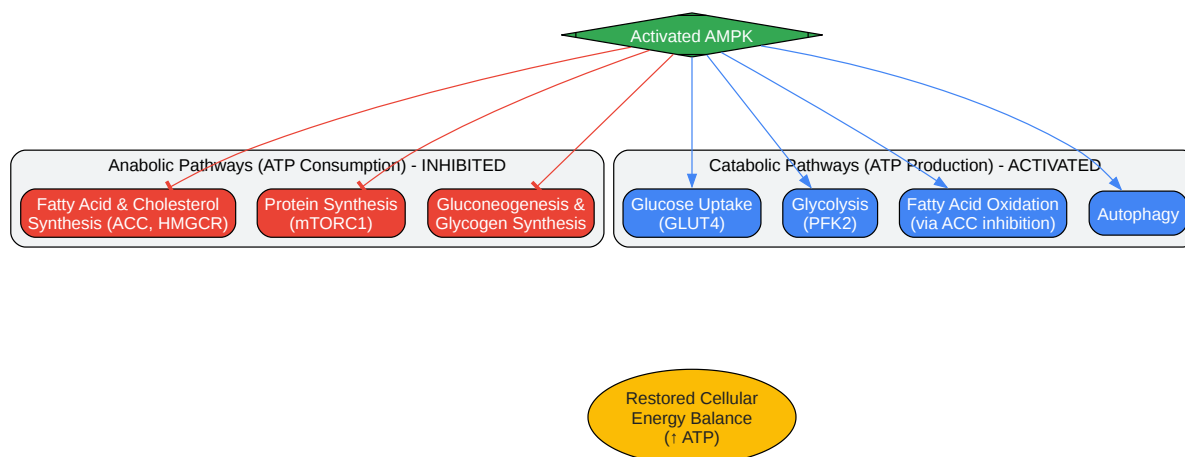 Activated AMPK
Anabolic Pathways (ATP Consumption) - INHIBITED
Fatty Acid & Cholesterol
Synthesis (ACC, HMGCR)
Protein Synthesis
(mTORC1)
Gluconeogenesis &
Glycogen Synthesis
Catabolic Pathways (ATP Production) - ACTIVATED
Glucose Uptake
(GLUT4)
Glycolysis
(PFK2)
Fatty Acid Oxidation
(via ACC inhibition)
Autophagy
Restored Cellular
Energy Balance
(↑ ATP)